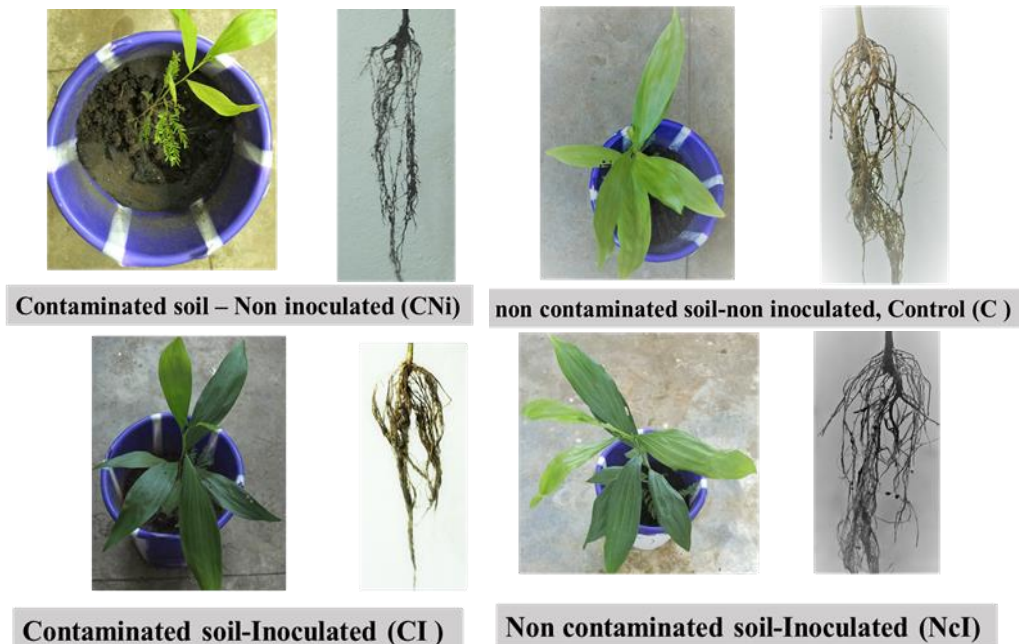 Contaminated soil – Non inoculated (CNi)
non contaminated soil-non inoculated, Control (C )
Contaminated soil-Inoculated (CI )
Non contaminated soil-Inoculated (NcI)